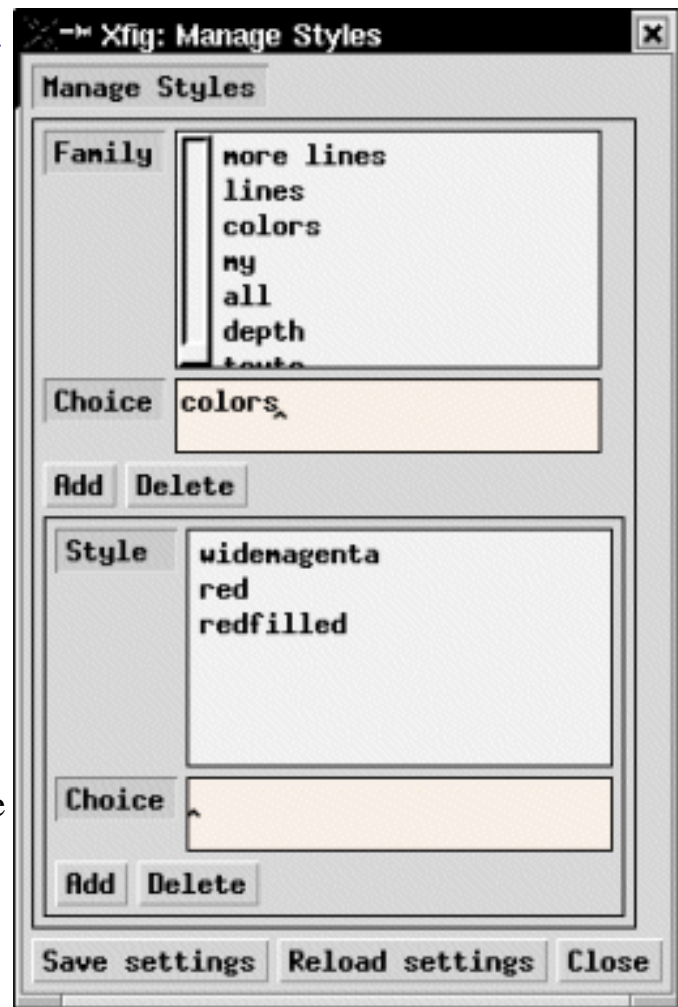 Xfig: Manage Styles
Manage Styles
Family
more lines
lines
colors
my
all
depth
Choice
colors
Add Delete
Style
widemagenta
red
redfilled
Choice
Add Delete
Save settings Reload settings Close